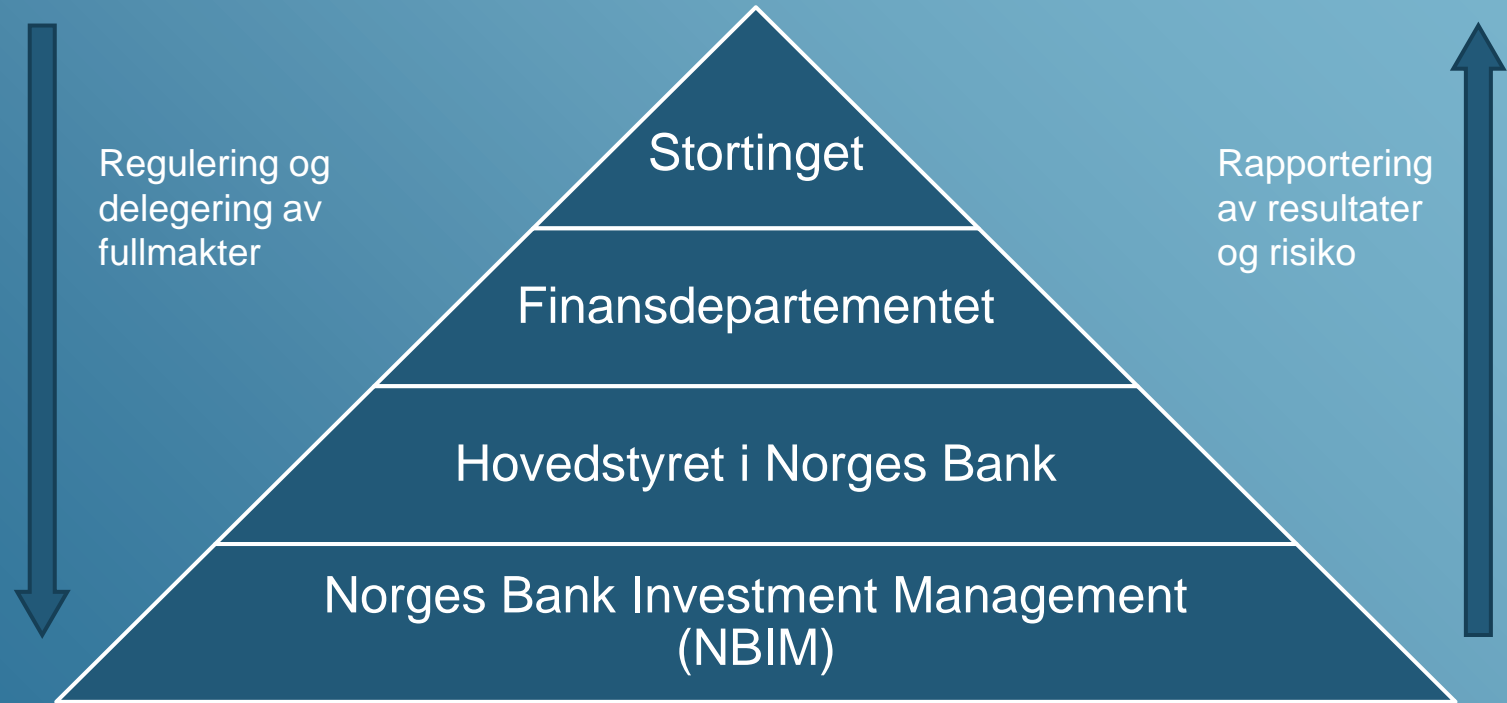 Regulering og
delegering av
fullmakter
Stortinget
Finansdepartementet
Hovedstyret i Norges Bank
Norges Bank Investment Management
(NBIM)
Rapportering
av resultater
og risiko